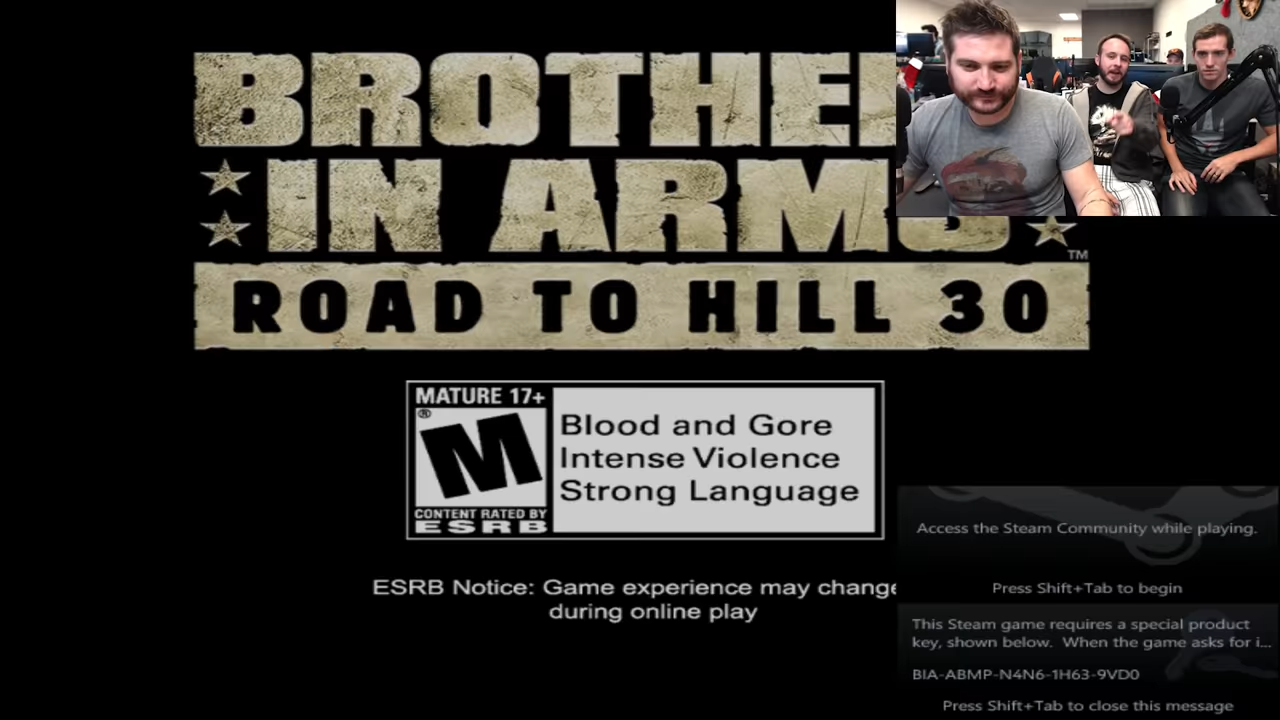 BROTHE
IN ARMS
TM
ROAD TO HILL 30
MATURE 17+
M
®
CONTENT RATED BY
ESRB
Blood and Gore
Intense Violence
Strong Language
ESRB Notice: Game experience may change
during online play
Access the Steam Community while playing.
Press Shift+Tab to begin
This Steam game requires a special product
key, shown below. When the game asks for i...
BIA-ABMP-N4N6-1H63-9VD0
Press Shift+Tab to close this message